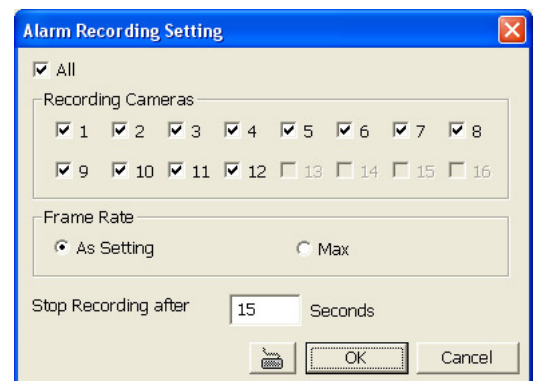 Alarm Recording Setting
All
Recording Cameras
1 2 3 4 5 6 7 8
9 10 11 12 13 14 15 16
Frame Rate
As Setting Max
Stop Recording after 15 Seconds
OK Cancel